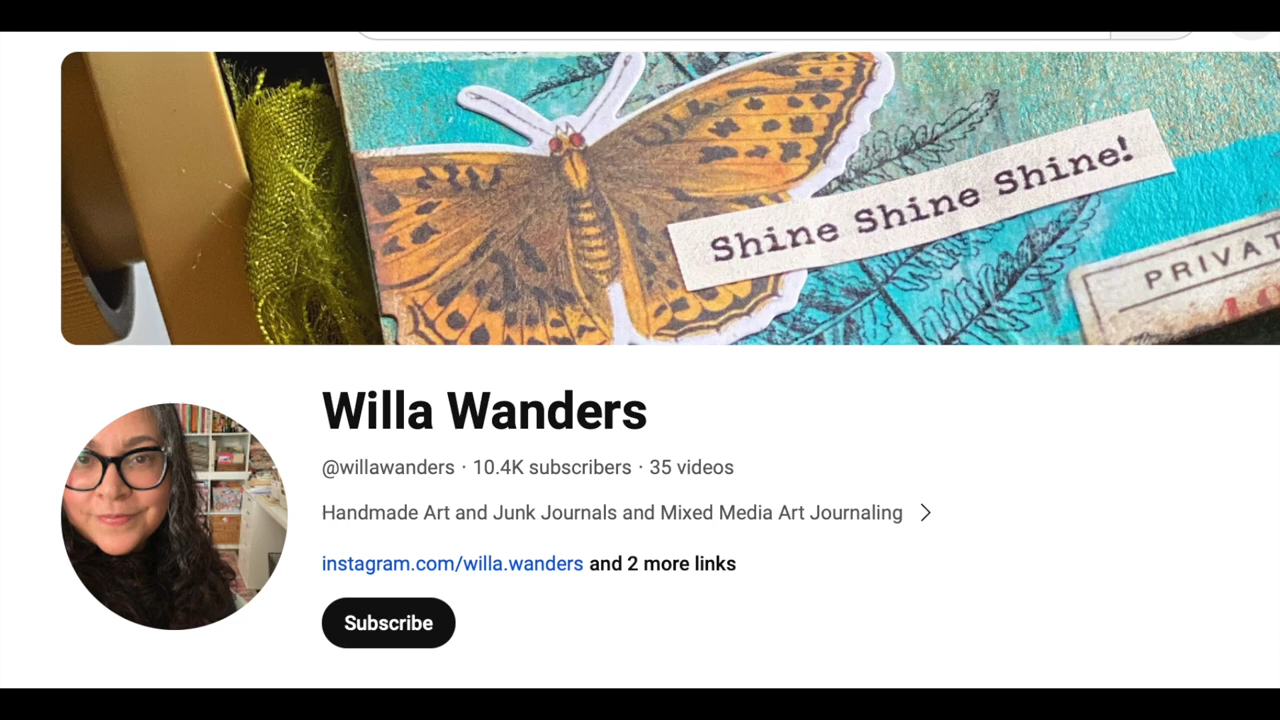 Shine Shine Shine!
PRIVAT
Willa Wanders
@willawanders · 10.4K subscribers · 35 videos
Handmade Art and Junk Journals and Mixed Media Art Journaling
instagram.com/willa.wanders and 2 more links
Subscribe